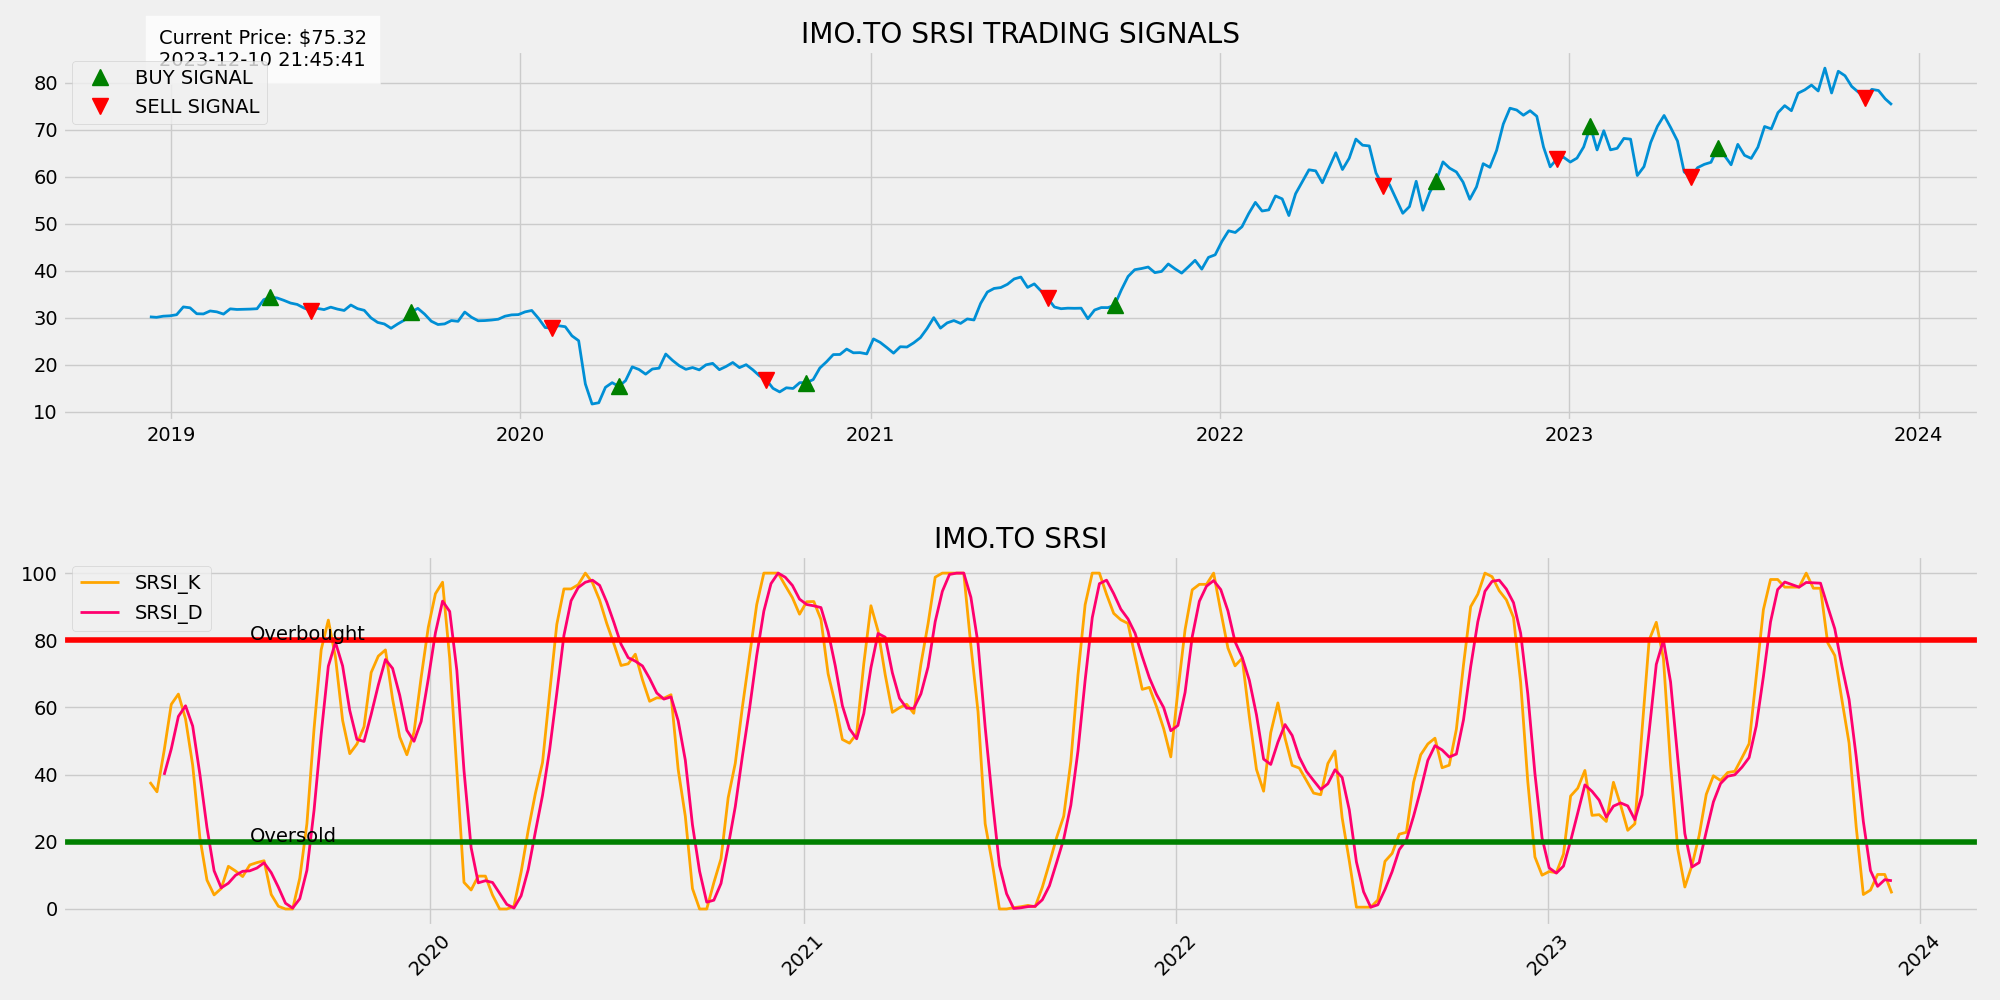 IMO.TO SRSI TRADING SIGNALS
Current Price: $75.32
2023-12-10 21:45:41
BUY SIGNAL
SELL SIGNAL
80
70
60
50
40
30
20
10
2019 2020 2021 2022 2023 2024
IMO.TO SRSI
SRSI_K
SRSI_D
Overbought
Oversold
100
80
60
40
20
0
2020 2021 2022 2023 2024